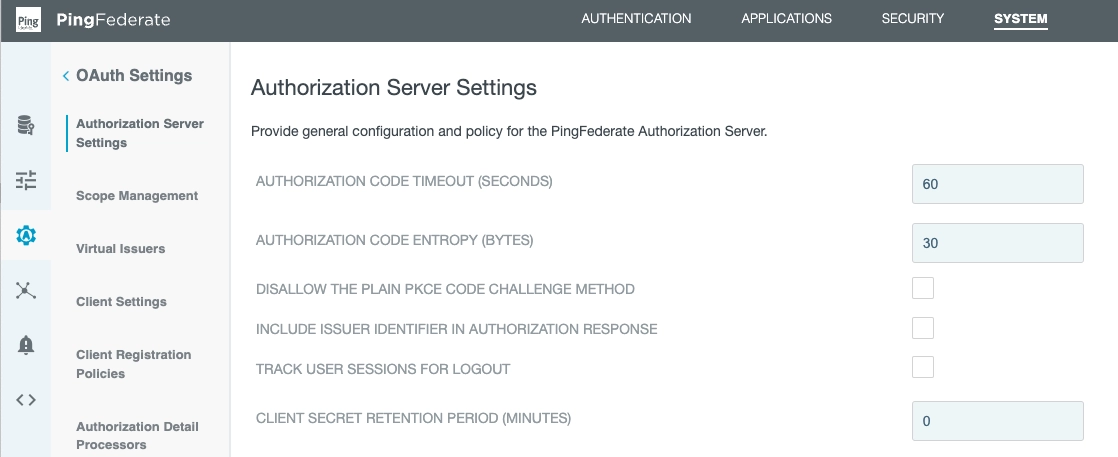 Ping
PingFederate
AUTHENTICATION
APPLICATIONS
SECURITY
SYSTEM
< OAuth Settings
Authorization Server
Settings
Scope Management
Virtual Issuers
Client Settings
Client Registration
Policies
Authorization Detail
Processors
Authorization Server Settings
Provide general configuration and policy for the PingFederate Authorization Server.
AUTHORIZATION CODE TIMEOUT (SECONDS)
60
AUTHORIZATION CODE ENTROPY (BYTES)
30
DISALLOW THE PLAIN PKCE CODE CHALLENGE METHOD
INCLUDE ISSUER IDENTIFIER IN AUTHORIZATION RESPONSE
TRACK USER SESSIONS FOR LOGOUT
CLIENT SECRET RETENTION PERIOD (MINUTES)
0